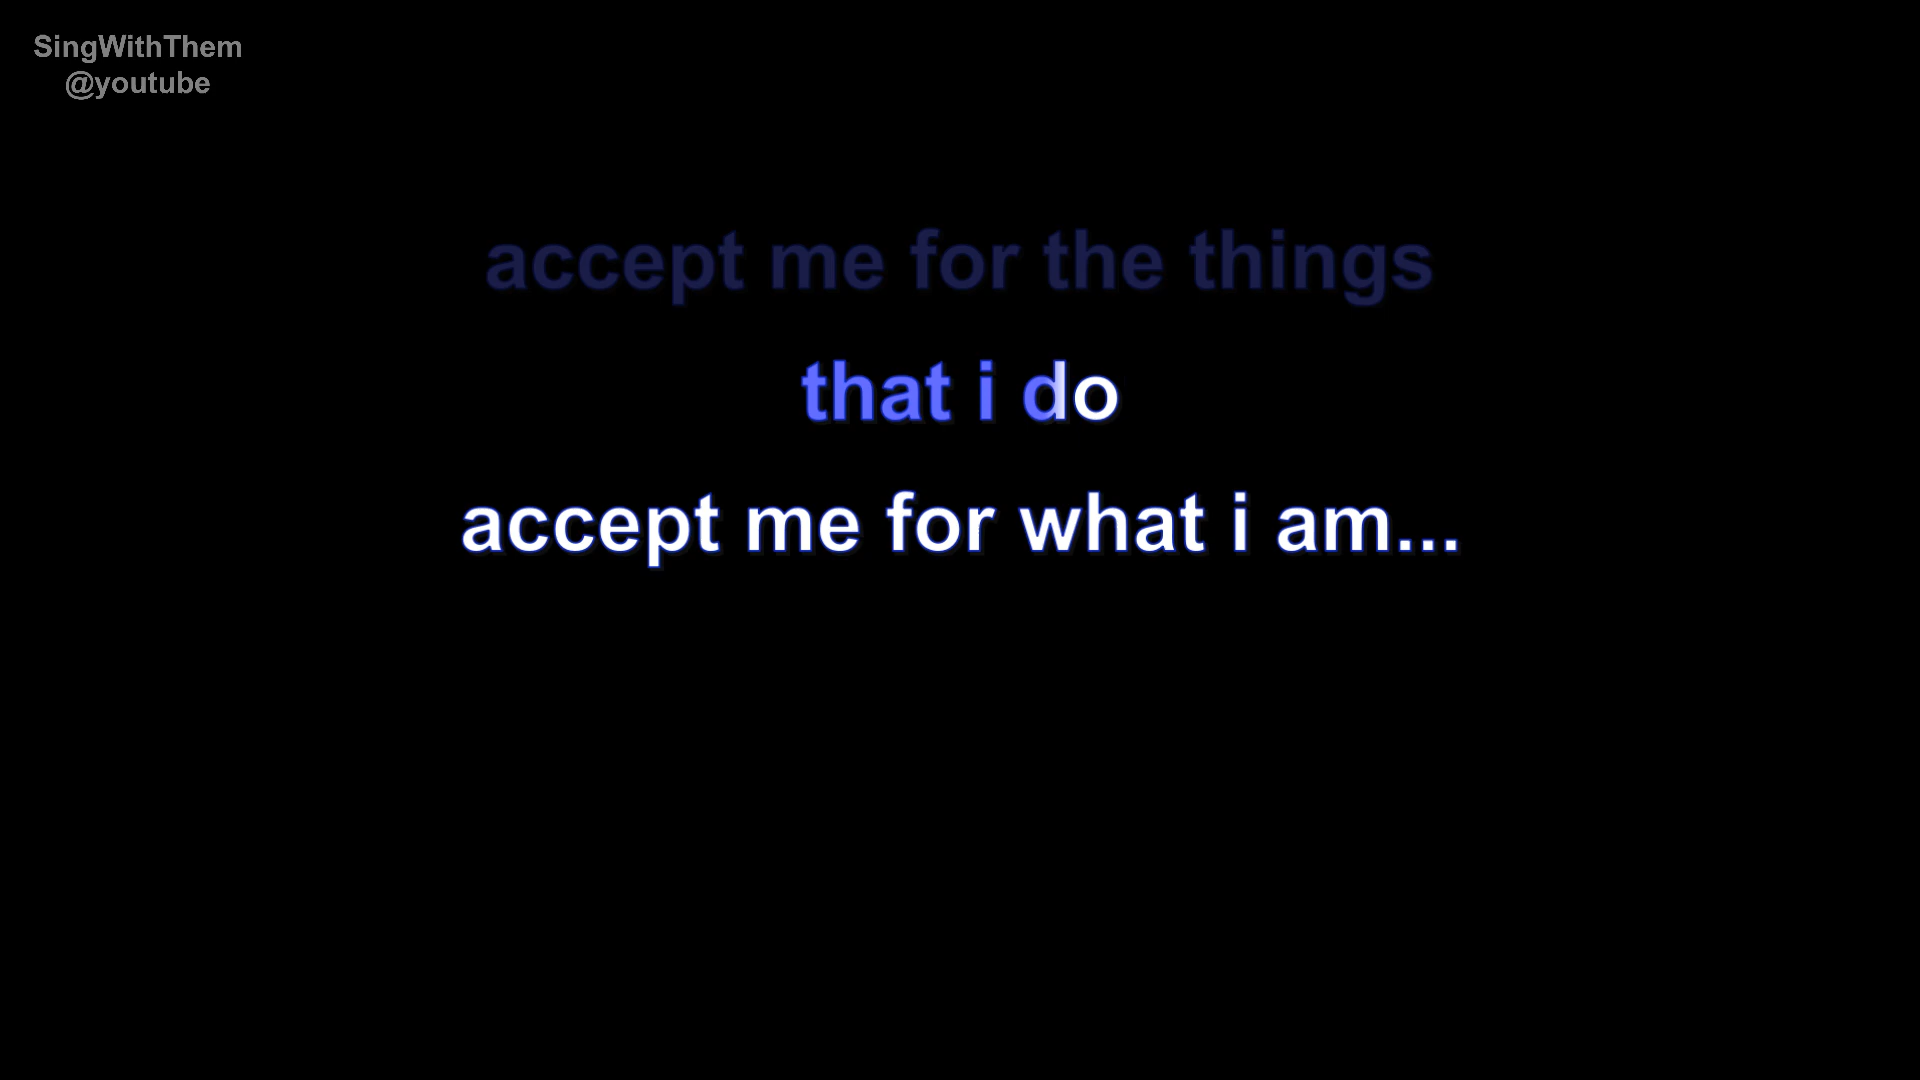 SingWithThem
@youtube
accept me for the things
that i do
accept me for what i am...